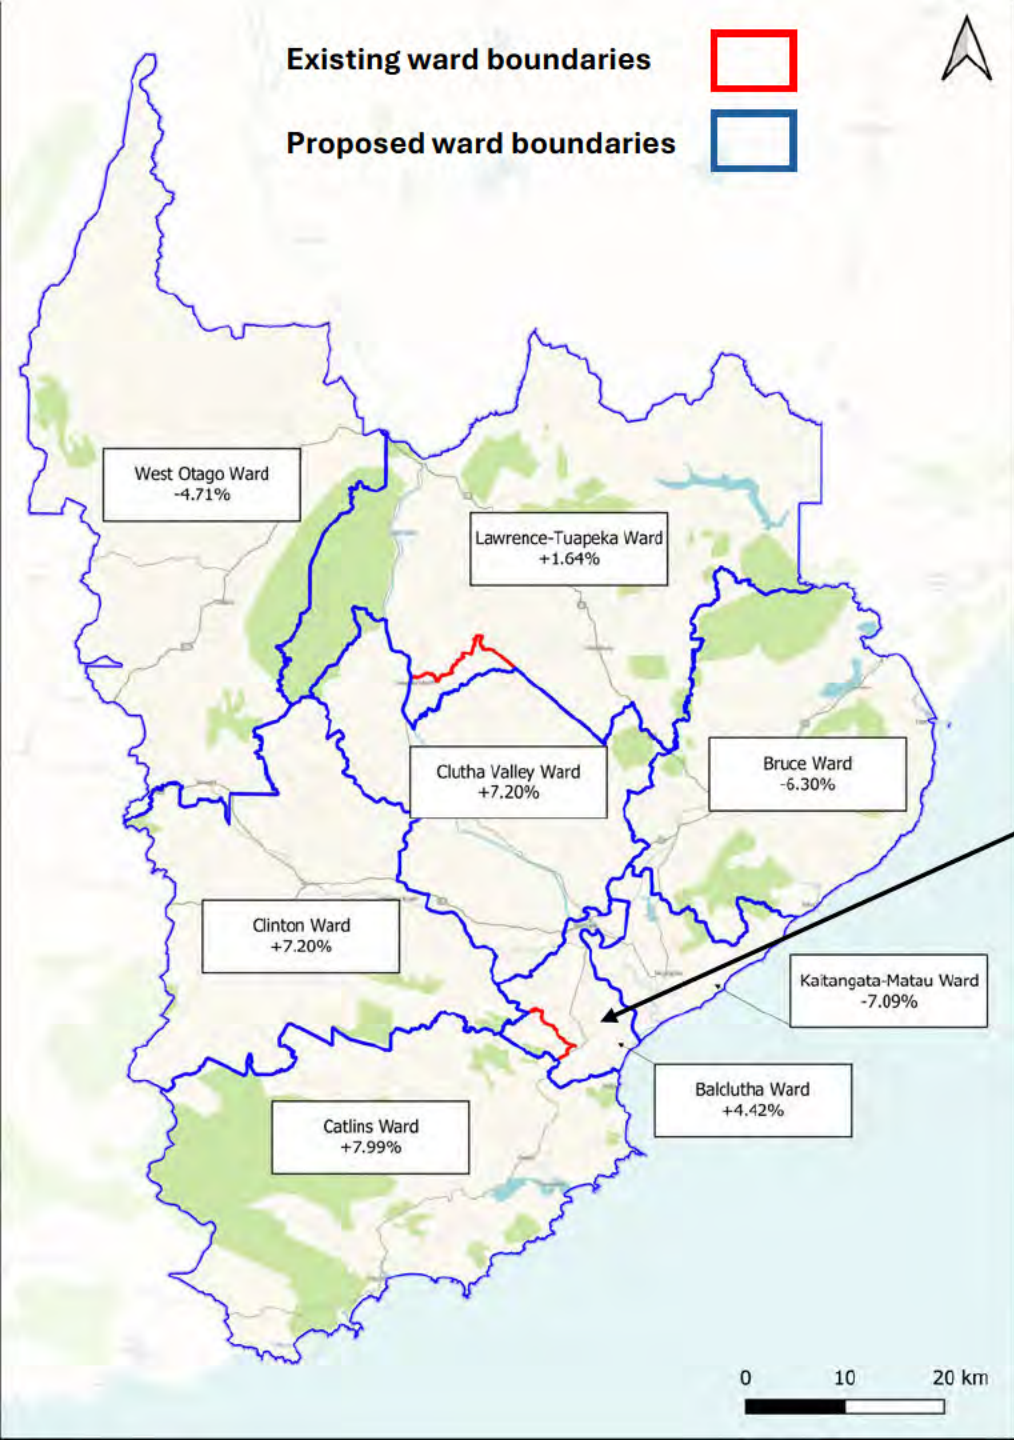 Existing ward boundaries
Proposed ward boundaries
West Otago Ward
-4.71%
Lawrence-Tuapeka Ward
+1.64%
Clutha Valley Ward
+7.20%
Bruce Ward
-6.30%
Clinton Ward
+7.20%
Kaitangata-Matau Ward
-7.09%
Balclutha Ward
+4.42%
Catlins Ward
+7.99%
0 10 20 km